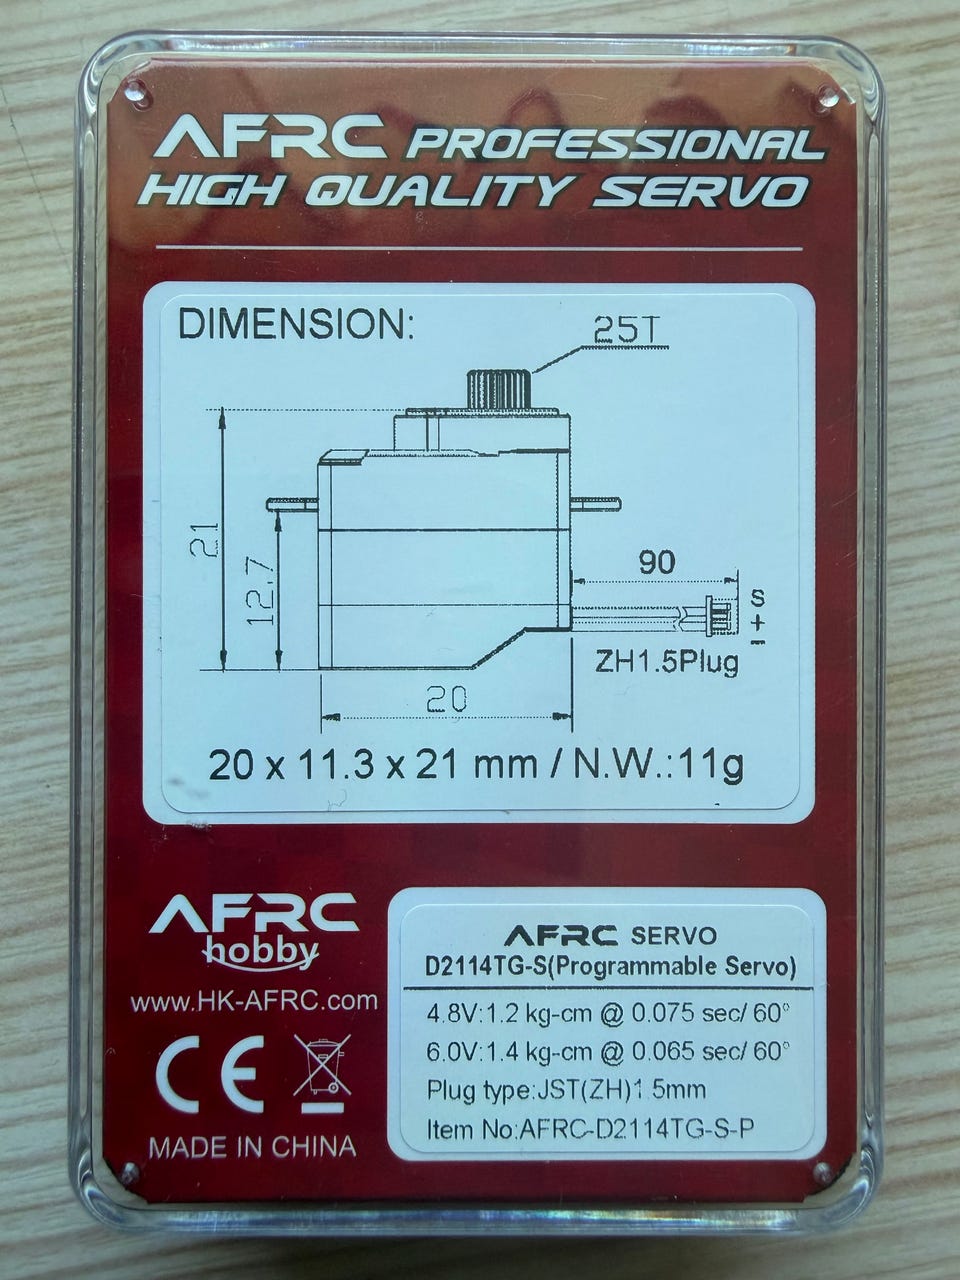 AFRC PROFESSIONAL
HIGH QUALITY SERVO
DIMENSION:
25T
21
12.7
90
S
+
-
ZH1.5Plug
20
20 x 11.3 x 21 mm / N.W.:11g
AFRC
hobby
www.HK-AFRC.com
CE
MADE IN CHINA
AFRC SERVO
D2114TG-S(Programmable Servo)
4.8V:1.2 kg-cm @ 0.075 sec/ 60°
6.0V:1.4 kg-cm @ 0.065 sec/ 60°
Plug type:JST(ZH)1.5mm
Item No:AFRC-D2114TG-S-P